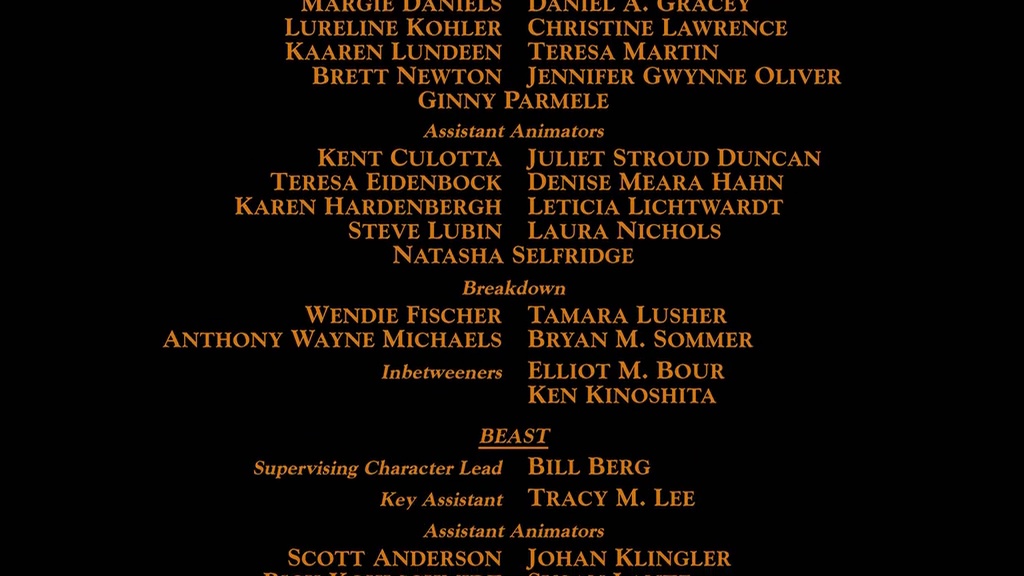 MARGIE DANIELS DANIEL A. GRACEY
LURELINE KOHLER CHRISTINE LAWRENCE
KAAREN LUNDEEN TERESA MARTIN
BRETT NEWTON JENNIFER GWYNNE OLIVER
GINNY PARMELE
Assistant Animators
KENT CULOTTA JULIET STROUD DUNCAN
TERESA EIDENBOCK DENISE MEARA HAHN
KAREN HARDENBERGH LETICIA LICHTWARDT
STEVE LUBIN LAURA NICHOLS
NATASHA SELFRIDGE
Breakdown
WENDIE FISCHER TAMARA LUSHER
ANTHONY WAYNE MICHAELS BRYAN M. SOMMER
Inbetweeners ELLIOT M. BOUR
KEN KINOSHITA
BEAST
Supervising Character Lead BILL BERG
Key Assistant TRACY M. LEE
Assistant Animators
SCOTT ANDERSON JOHAN KLINGLER